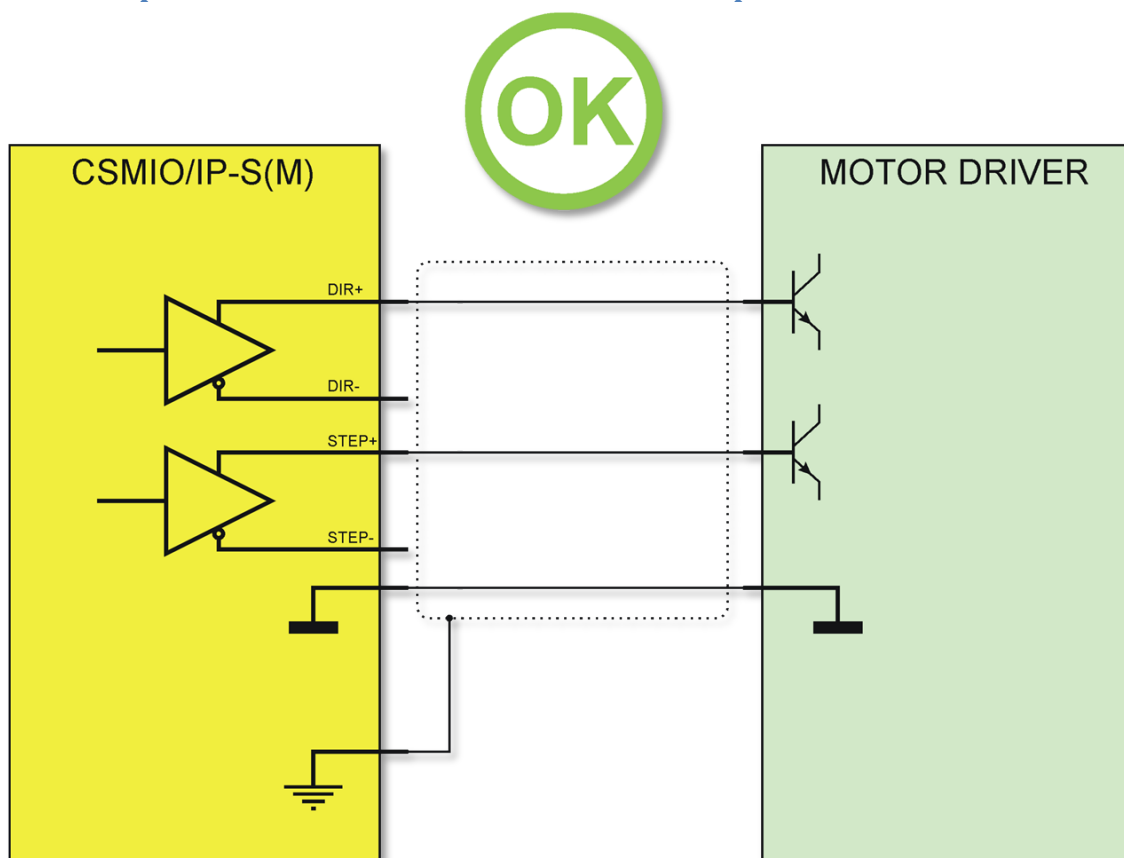 OK
CSMIO/IP-S(M)
MOTOR DRIVER
DIR+
DIR-
STEP+
STEP-